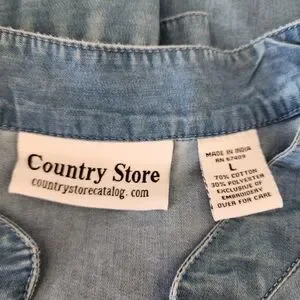 Country Store
countrystorecatalog.com
MADE IN INDIA
RN 67409
L
70% COTTON
30% POLYESTER
EXCLUSIVE OF
EMBROIDERY
OVER FOR CARE